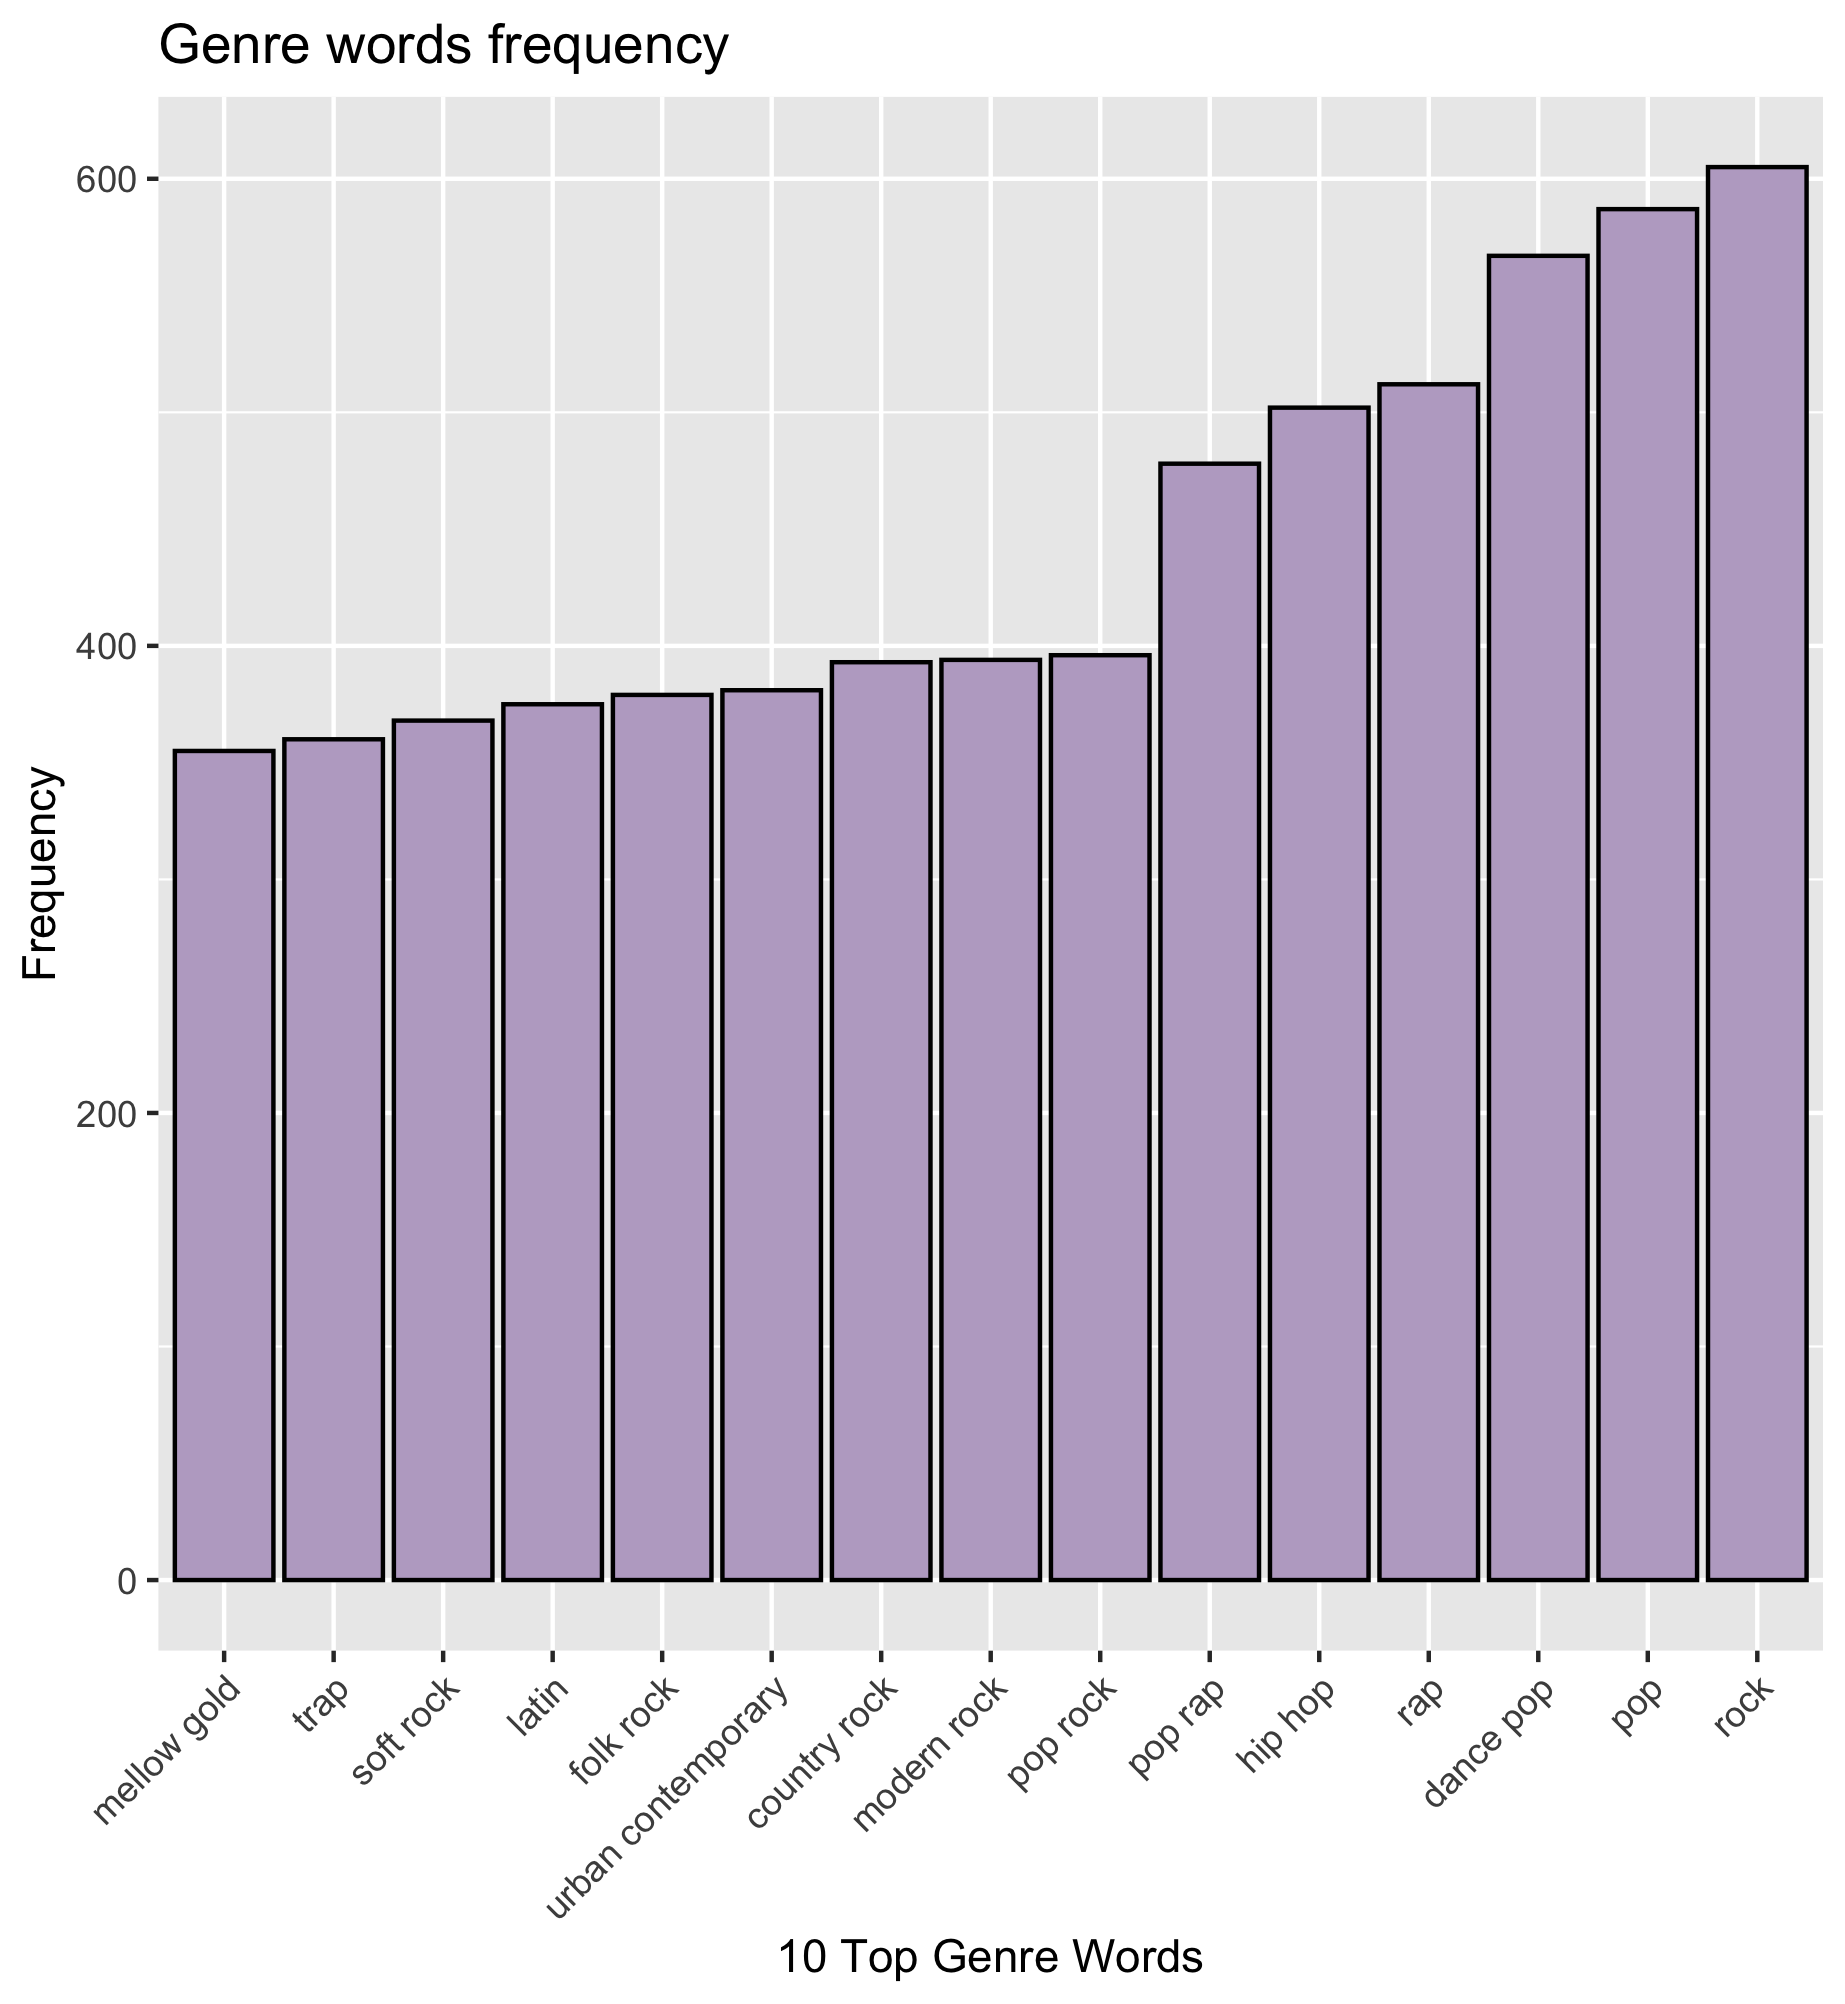 Genre words frequency
600
400
200
0
Frequency
mellow gold
trap
soft rock
latin
folk rock
urban contemporary
country rock
modern rock
pop rock
pop rap
hip hop
rap
dance pop
pop
rock
10 Top Genre Words